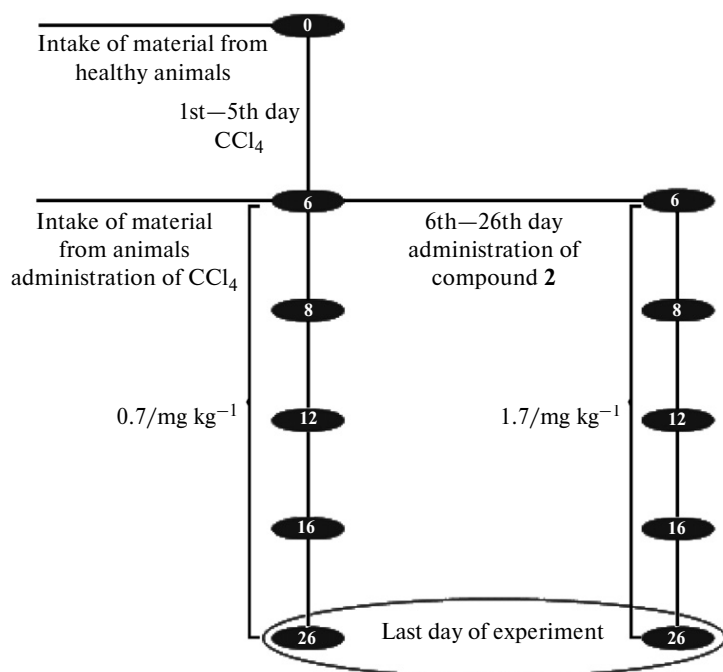 0
Intake of material from
healthy animals
1st—5th day
CCl₄
6
6
Intake of material
from animals
administration of CCl₄
6th—26th day
administration of
compound 2
8
8
0.7/mg kg⁻¹
12
1.7/mg kg⁻¹
12
16
16
26
Last day of experiment
26